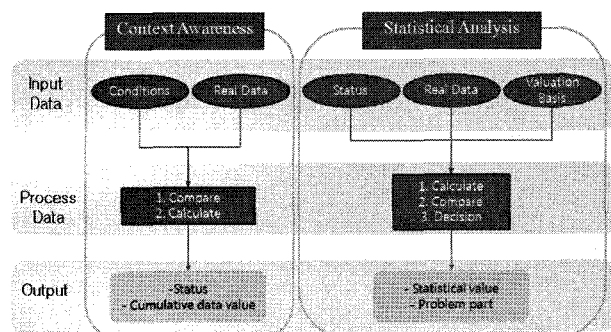 Context Awareness
Statistical Analysis
Input
Data
Conditions
Real Data
Status
Real Data
Valuation
Basis
Process
Data
1. Compare
2. Calculate
1. Calculate
2. Compare
3. Decision
Output
-Status
- Cumulative data value
- Statistical value
- Problem part